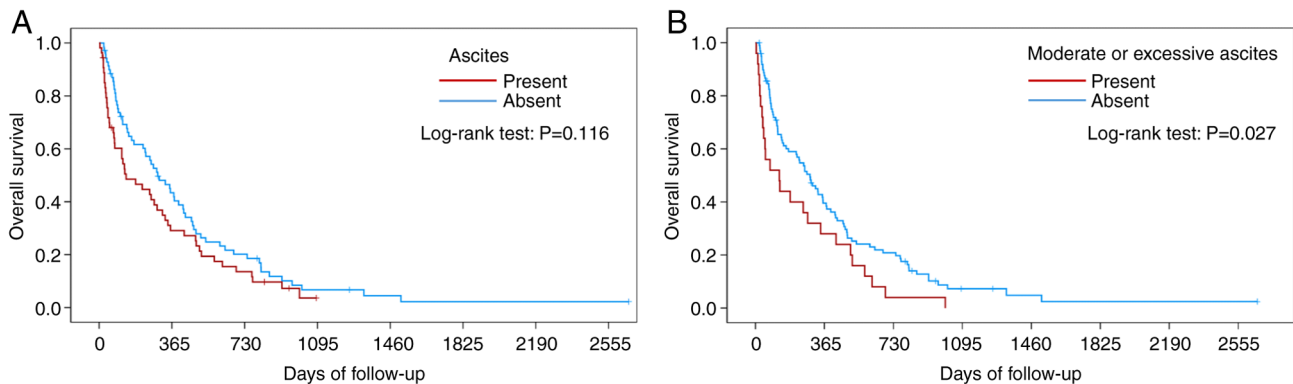 A
Overall survival
1.0
0.8
0.6
0.4
0.2
0.0
Ascites
Present
Absent
Log-rank test: P=0.116
0 365 730 1095 1460 1825 2190 2555
Days of follow-up
B
Overall survival
1.0
0.8
0.6
0.4
0.2
0.0
Moderate or excessive ascites
Present
Absent
Log-rank test: P=0.027
0 365 730 1095 1460 1825 2190 2555
Days of follow-up